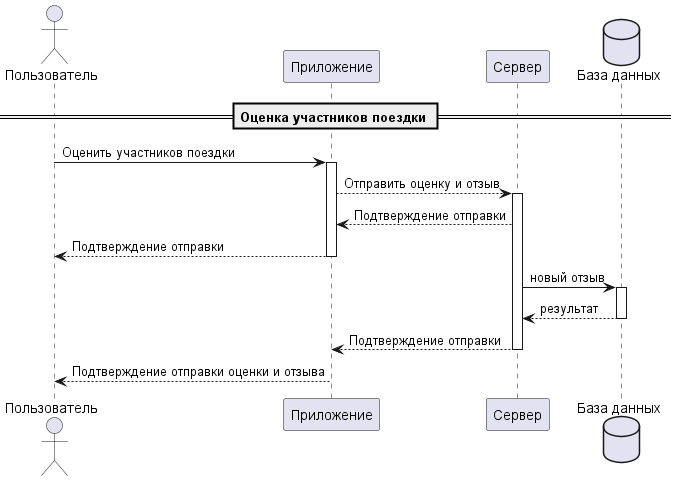 Пользователь
Приложение
Сервер
База данных
Оценка участников поездки
Оценить участников поездки
Отправить оценку и отзыв
Подтверждение отправки
Подтверждение отправки
новый отзыв
результат
Подтверждение отправки
Подтверждение отправки оценки и отзыва
Пользователь
Приложение
Сервер
База данных